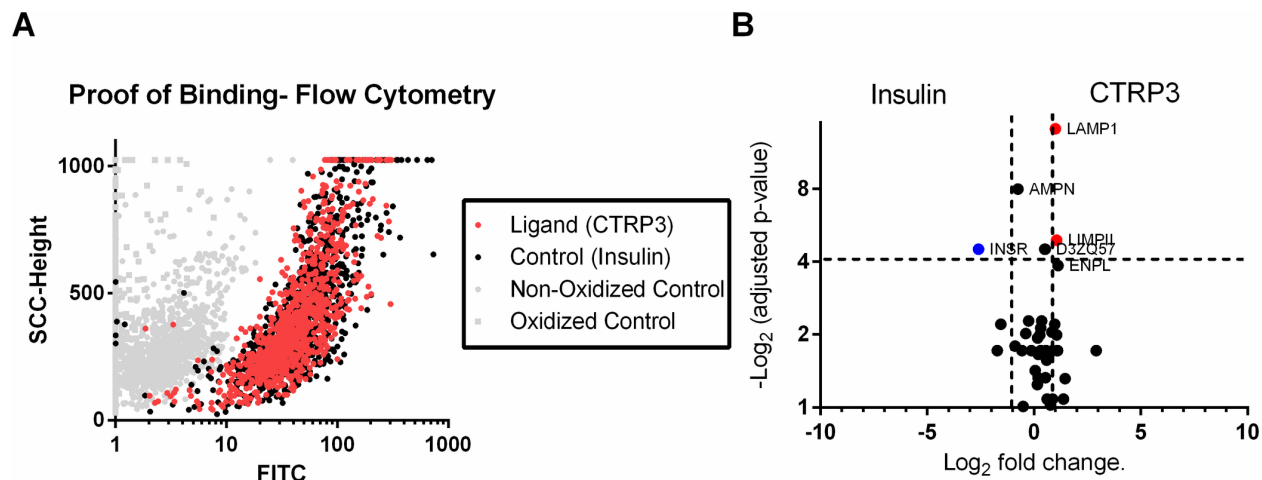 A
Proof of Binding- Flow Cytometry
SCC-Height
1000
500
0
1
10
100
1000
FITC
Ligand (CTRP3)
Control (Insulin)
Non-Oxidized Control
Oxidized Control
B
Insulin
CTRP3
-Log2 (adjusted p-value)
8
4
2
1
-10
-5
0
5
10
Log2 fold change.
LAMP1
AMPN
LIMPII
INSR
D3ZQ57
ENPL